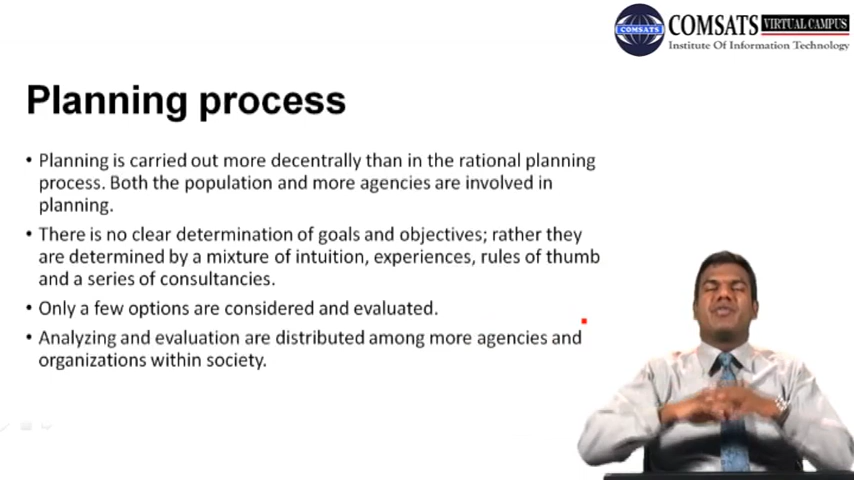 COMSATS
COMSATS VIRTUAL CAMPUS
Institute Of Information Technology
Planning process
• Planning is carried out more decentrally than in the rational planning
process. Both the population and more agencies are involved in
planning.
• There is no clear determination of goals and objectives; rather they
are determined by a mixture of intuition, experiences, rules of thumb
and a series of consultancies.
• Only a few options are considered and evaluated.
• Analyzing and evaluation are distributed among more agencies and
organizations within society.